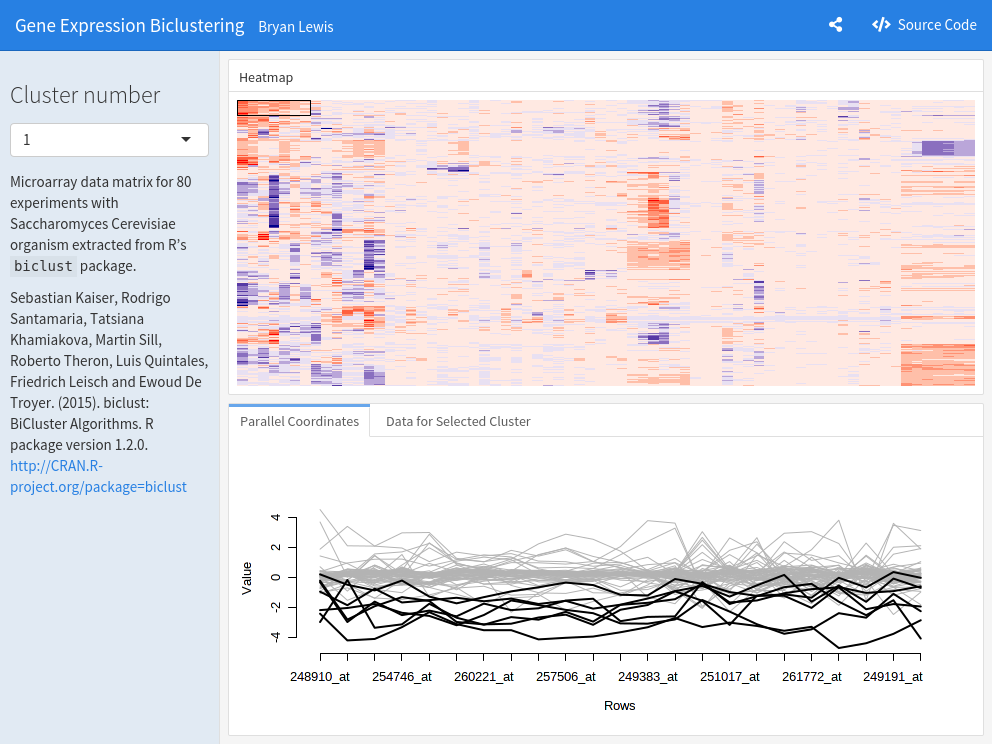 Gene Expression Biclustering Bryan Lewis Source Code
Cluster number
1
Microarray data matrix for 80
experiments with
Saccharomyces Cerevisiae
organism extracted from R’s
biclust package.
Sebastian Kaiser, Rodrigo
Santamaria, Tatsiana
Khamiakova, Martin Sill,
Roberto Theron, Luis Quintales,
Friedrich Leisch and Ewoud De
Troyer. (2015). biclust:
BiCluster Algorithms. R
package version 1.2.0.
http://CRAN.R-
project.org/package=biclust
Heatmap
Parallel Coordinates Data for Selected Cluster
Value
4
2
0
-2
-4
248910_at 254746_at 260221_at 257506_at 249383_at 251017_at 261772_at 249191_at
Rows